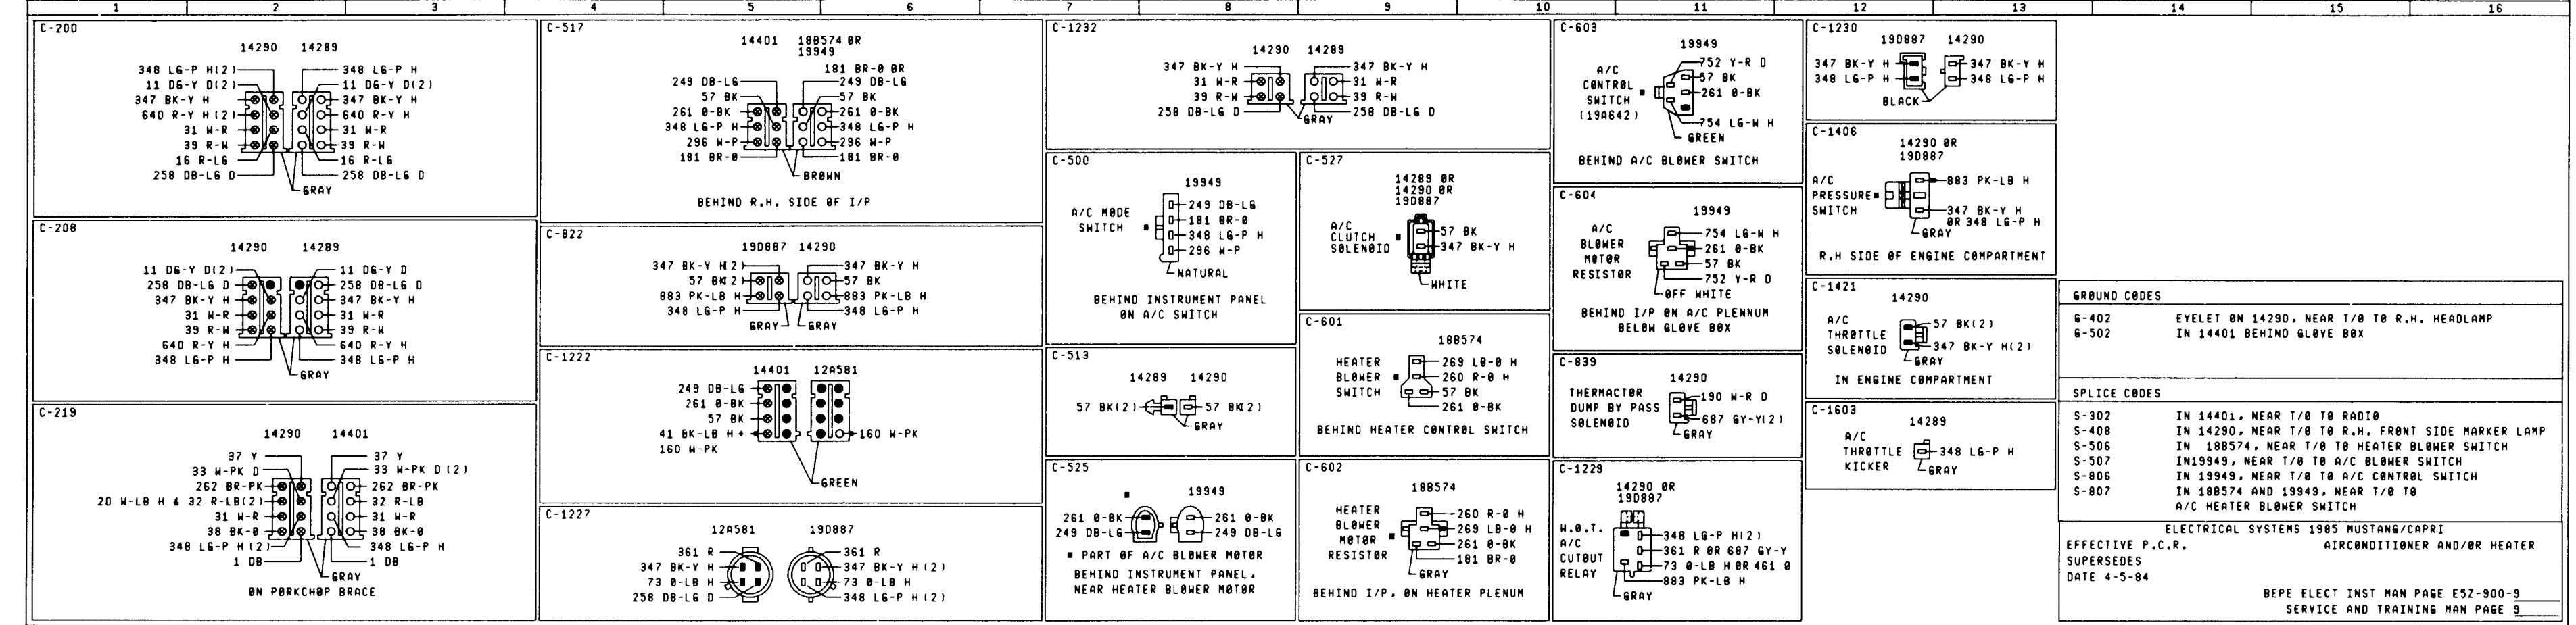 1 2 3 4 5 6 7 8 9 10 11 12 13 14 15 16
C-200
14290 14289
348 LG-P H(2) 348 LG-P H
11 DG-Y D(2) 11 DG-Y D(2)
347 BK-Y H 347 BK-Y H
640 R-Y H(2) 640 R-Y H
31 W-R 31 W-R
39 R-W 39 R-W
16 R-LG 16 R-LG
258 DB-LG D 258 DB-LG D
GRAY
C-208
14290 14289
11 DG-Y D(2) 11 DG-Y D
258 DB-LG D 258 DB-LG D
347 BK-Y H 347 BK-Y H
31 W-R 31 W-R
39 R-W 39 R-W
640 R-Y H 640 R-Y H
348 LG-P H 348 LG-P H
GRAY
C-219
14290 14401
37 Y 37 Y
33 W-PK D 33 W-PK D(2)
262 BR-PK 262 BR-PK
20 W-LB H & 32 R-LB(2) 32 R-LB
31 W-R 31 W-R
38 BK-O 38 BK-O
348 LG-P H(2) 348 LG-P H
1 DB 1 DB
GRAY
ON PORKCHOP BRACE
C-517
14401 18B574 OR
19949
181 BR-O OR
249 DB-LG 249 DB-LG
57 BK 57 BK
261 O-BK 261 O-BK
348 LG-P H 348 LG-P H
296 W-P 296 W-P
181 BR-O 181 BR-O
BROWN
BEHIND R.H. SIDE OF I/P
C-822
19D887 14290
347 BK-Y H(2) 347 BK-Y H
57 BK(2) 57 BK
883 PK-LB H 883 PK-LB H
348 LG-P H 348 LG-P H
GRAY GRAY
C-1222
14401 12A581
249 DB-LG
261 O-BK
57 BK
41 BK-LB H + 160 W-PK
160 W-PK
GREEN
C-1227
12A581 19D887
361 R 361 R
347 BK-Y H 347 BK-Y H(2)
73 O-LB H 73 O-LB H
258 DB-LG D 348 LG-P H(2)
C-1232
14290 14289
347 BK-Y H 347 BK-Y H
31 W-R 31 W-R
39 R-W 39 R-W
258 DB-LG D 258 DB-LG D
GRAY
C-500
19949
A/C MODE
SWITCH
249 DB-LG
181 BR-O
348 LG-P H
296 W-P
NATURAL
BEHIND INSTRUMENT PANEL
ON A/C SWITCH
C-513
14289 14290
57 BK(2) 57 BK(2)
GRAY
C-525
19949
261 O-BK 261 O-BK
249 DB-LG 249 DB-LG
■ PART OF A/C BLOWER MOTOR
BEHIND INSTRUMENT PANEL,
NEAR HEATER BLOWER MOTOR
C-527
14289 OR
14290 OR
19D887
A/C
CLUTCH
SOLENOID
57 BK
347 BK-Y H
WHITE
C-601
18B574
HEATER
BLOWER
SWITCH
269 LB-O H
260 R-O H
57 BK
261 O-BK
BEHIND HEATER CONTROL SWITCH
C-602
18B574
HEATER
BLOWER
MOTOR
RESISTOR
260 R-O H
269 LB-O H
261 O-BK
181 BR-O
GRAY
BEHIND I/P, ON HEATER PLENUM
C-603
19949
A/C
CONTROL
SWITCH
(19A642)
752 Y-R D
57 BK
261 O-BK
754 LG-W H
GREEN
BEHIND A/C BLOWER SWITCH
C-604
19949
A/C
BLOWER
MOTOR
RESISTOR
754 LG-W H
261 O-BK
57 BK
752 Y-R D
OFF WHITE
BEHIND I/P ON A/C PLENNUM
BELOW GLOVE BOX
C-839
14290
THERMACTOR
DUMP BY PASS
SOLENOID
190 W-R D
687 GY-Y(2)
GRAY
C-1229
14290 OR
19D887
W.O.T.
A/C
CUTOUT
RELAY
348 LG-P H(2)
361 R OR 687 GY-Y
73 O-LB H OR 461 O
883 PK-LB H
GRAY
C-1230
19D887 14290
347 BK-Y H 347 BK-Y H
348 LG-P H 348 LG-P H
BLACK
C-1406
14290 OR
19D887
A/C
PRESSURE
SWITCH
883 PK-LB H
347 BK-Y H
OR 348 LG-P H
GRAY
R.H SIDE OF ENGINE COMPARTMENT
C-1421
14290
A/C
THROTTLE
SOLENOID
57 BK(2)
347 BK-Y H(2)
GRAY
IN ENGINE COMPARTMENT
C-1603
14289
A/C
THROTTLE
KICKER
348 LG-P H
GRAY
GROUND CODES
G-402 EYELET ON 14290, NEAR T/O TO R.H. HEADLAMP
G-502 IN 14401 BEHIND GLOVE BOX
SPLICE CODES
S-302 IN 14401, NEAR T/O TO RADIO
S-408 IN 14290, NEAR T/O TO R.H. FRONT SIDE MARKER LAMP
S-506 IN 18B574, NEAR T/O TO HEATER BLOWER SWITCH
S-507 IN19949, NEAR T/O TO A/C BLOWER SWITCH
S-806 IN 19949, NEAR T/O TO A/C CONTROL SWITCH
S-807 IN 18B574 AND 19949, NEAR T/O TO
A/C HEATER BLOWER SWITCH
ELECTRICAL SYSTEMS 1985 MUSTANG/CAPRI
EFFECTIVE P.C.R. AIRCONDITIONER AND/OR HEATER
SUPERSEDES
DATE 4-5-84
BEPE ELECT INST MAN PAGE E5Z-900-9
SERVICE AND TRAINING MAN PAGE 9